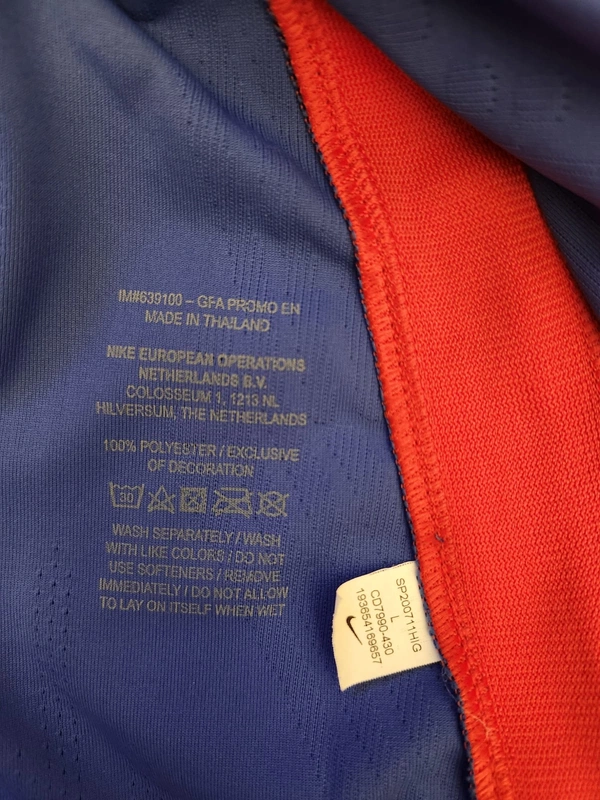 IM#639100 – GFA PROMO EN
MADE IN THAILAND
NIKE EUROPEAN OPERATIONS
NETHERLANDS B.V.
COLOSSEUM 1, 1213 NL
HILVERSUM, THE NETHERLANDS
100% POLYESTER / EXCLUSIVE
OF DECORATION
30
WASH SEPARATELY / WASH
WITH LIKE COLORS / DO NOT
USE SOFTENERS / REMOVE
IMMEDIATELY / DO NOT ALLOW
TO LAY ON ITSELF WHEN WET
SP200711HIG
L
CD7990-430
193654169657